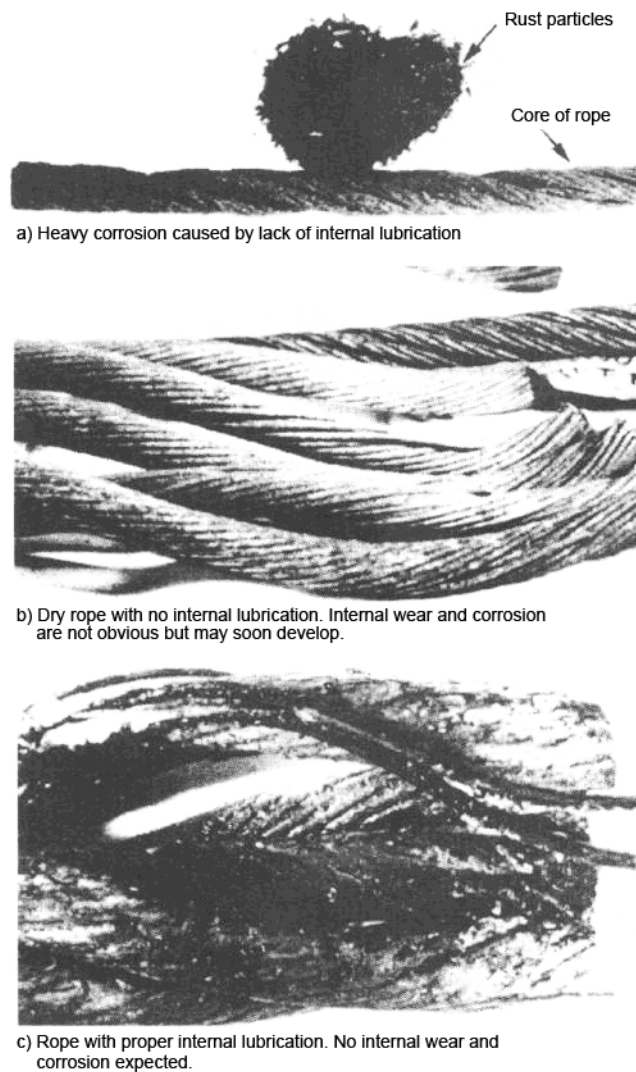 Rust particles
Core of rope
a) Heavy corrosion caused by lack of internal lubrication
b) Dry rope with no internal lubrication. Internal wear and corrosion
are not obvious but may soon develop.
c) Rope with proper internal lubrication. No internal wear and
corrosion expected.